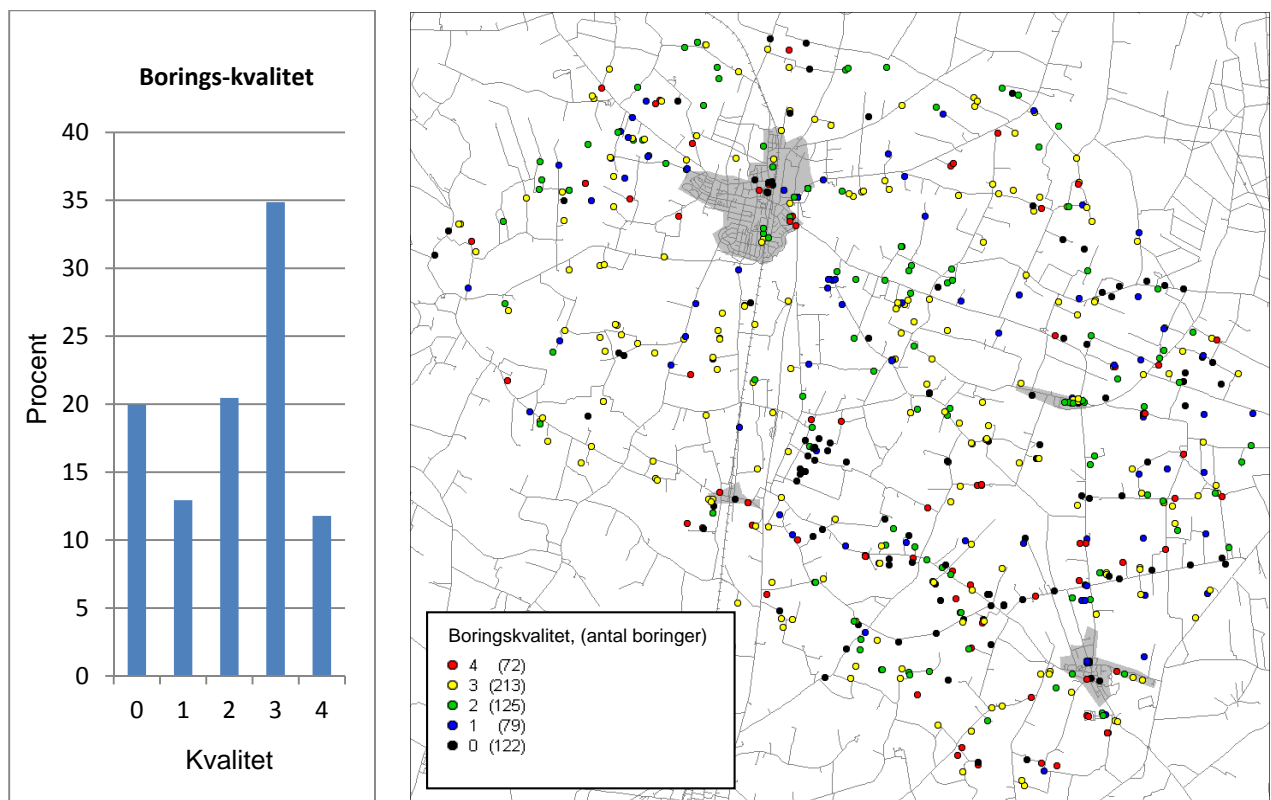 Borings-kvalitet
Procent
40
35
30
25
20
15
10
5
0
0 1 2 3 4
Kvalitet
Boringskvalitet, (antal boringer)
4 (72)
3 (213)
2 (125)
1 (79)
0 (122)